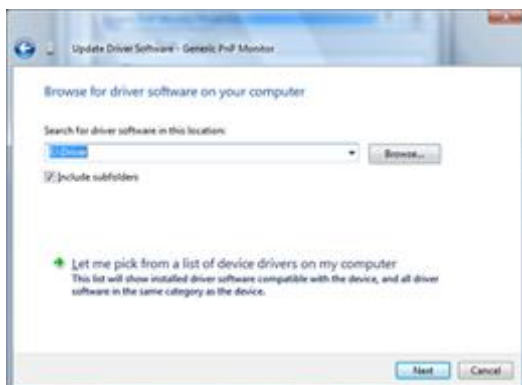 Update Driver Software - Generic PnP Monitor
Browse for driver software on your computer
Search for driver software in this location:
Browse...
Include subfolders
Let me pick from a list of device drivers on my computer
This list will show installed driver software compatible with the device, and all driver
software in the same category as the device.
Next
Cancel